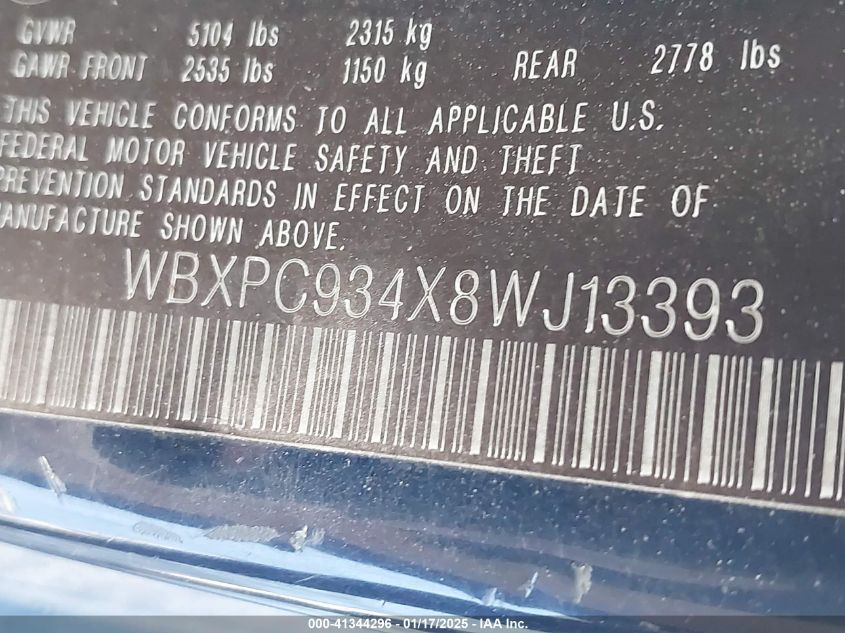 GVWR 5104 lbs 2315 kg
GAWR FRONT 2535 lbs 1150 kg REAR 2778 lbs
THIS VEHICLE CONFORMS TO ALL APPLICABLE U.S.
FEDERAL MOTOR VEHICLE SAFETY AND THEFT
PREVENTION STANDARDS IN EFFECT ON THE DATE OF
MANUFACTURE SHOWN ABOVE.
WBXPC934X8WJ13393
000-41344296 - 01/17/2025 - IAA Inc.